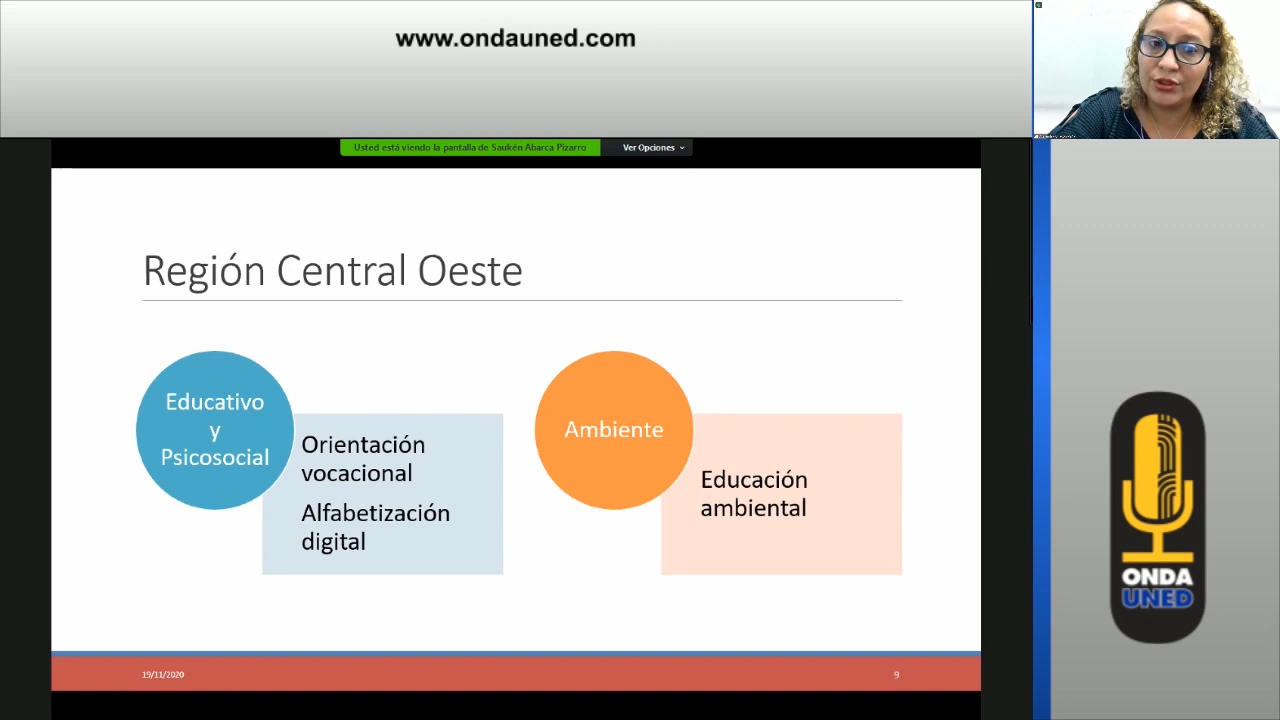 www.ondauned.com
Usted está viendo la pantalla de Saukén Abarca Pizarro
Ver Opciones
Región Central Oeste
Educativo
y
Psicosocial
Orientación
vocacional
Alfabetización
digital
Ambiente
Educación
ambiental
19/11/2020
9
ONDA
UNED